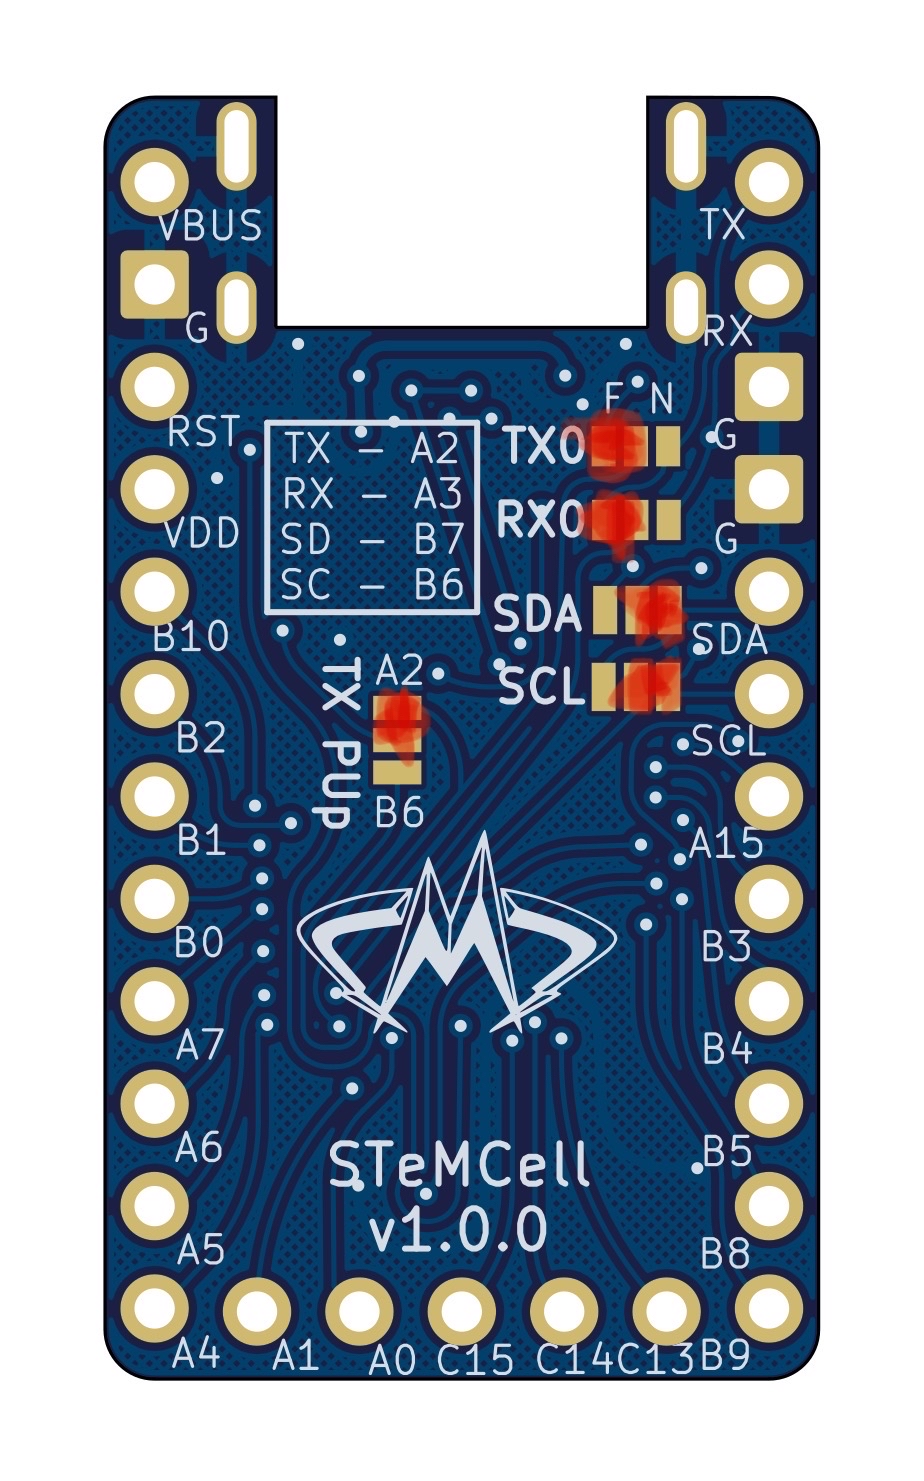 VBUS
TX
G
RX
F N
RST
G
TX0
TX – A2
RX – A3
SD – B7
SC – B6
RX0
VDD
G
SDA
B10
SDA
A2
TX PUp
SCL
B2
SCL
B6
B1
A15
B0
B3
A7
B4
A6
STeMCell
B5
v1.0.0
A5
B8
A4 A1 A0 C15 C14 C13 B9